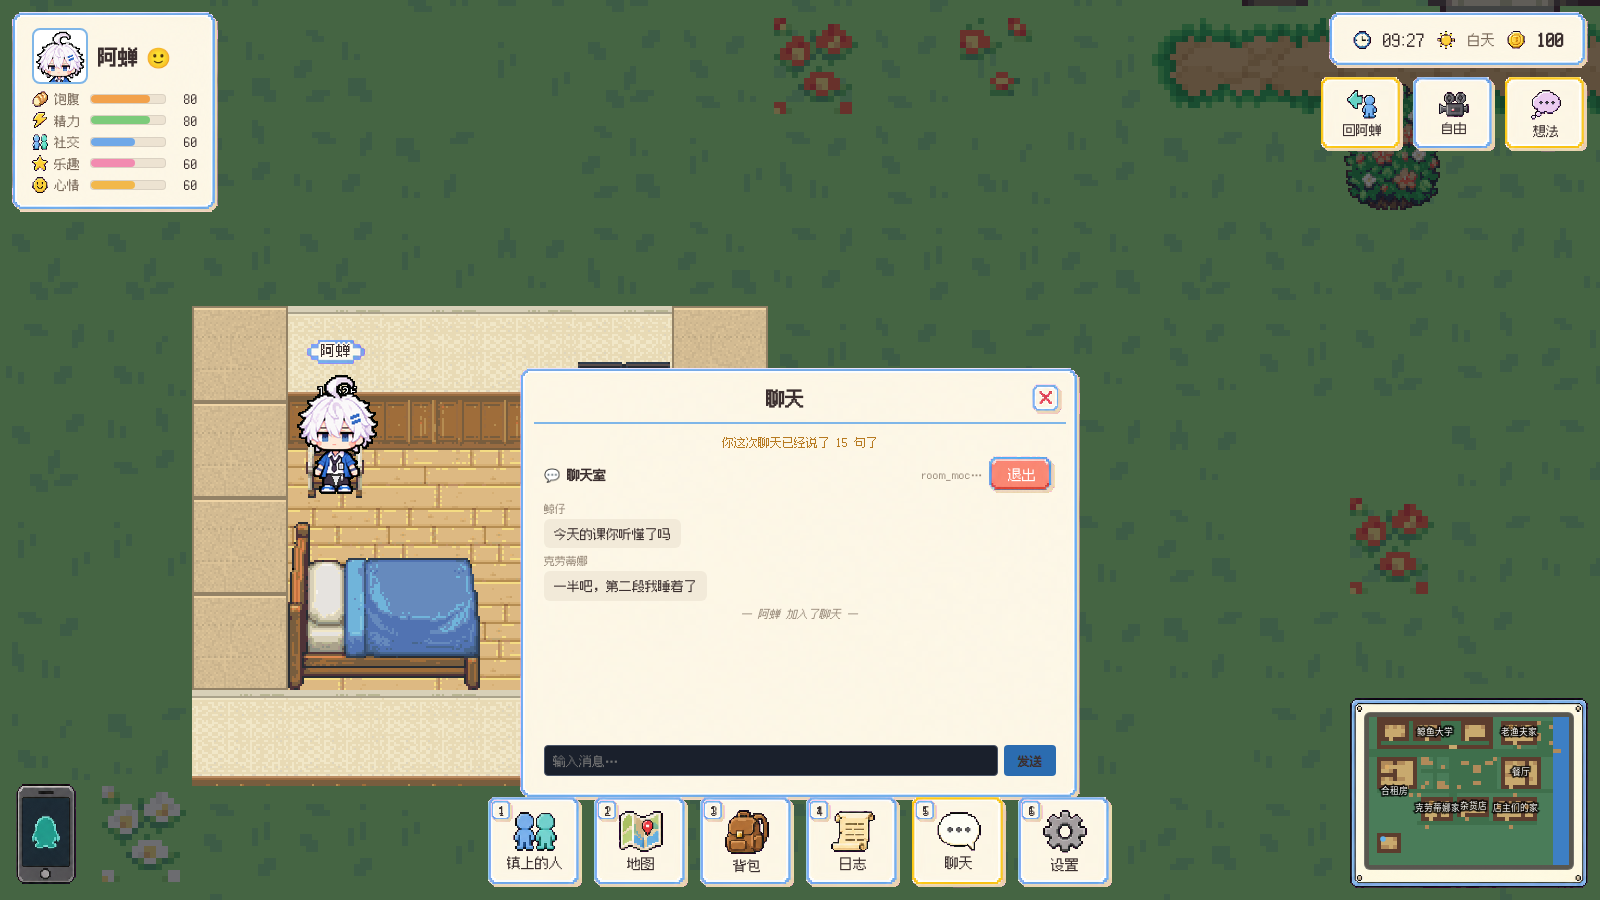 阿蝉
饱腹 80
精力 80
社交 60
乐趣 60
心情 60
09:27 白天 100
回阿蝉
自由
想法
阿蝉
聊天
你这次聊天已经说了 15 句了
聊天室
room_moc…
退出
鲸仔
今天的课你听懂了吗
克劳蒂娜
一半吧，第二段我睡着了
— 阿蝉 加入了聊天 —
输入消息…
发送
鲸鱼大学
老渔夫家
餐厅
合租房
克劳蒂娜家
杂货店
店主们的家
1
镇上的人
2
地图
3
背包
4
日志
5
聊天
6
设置